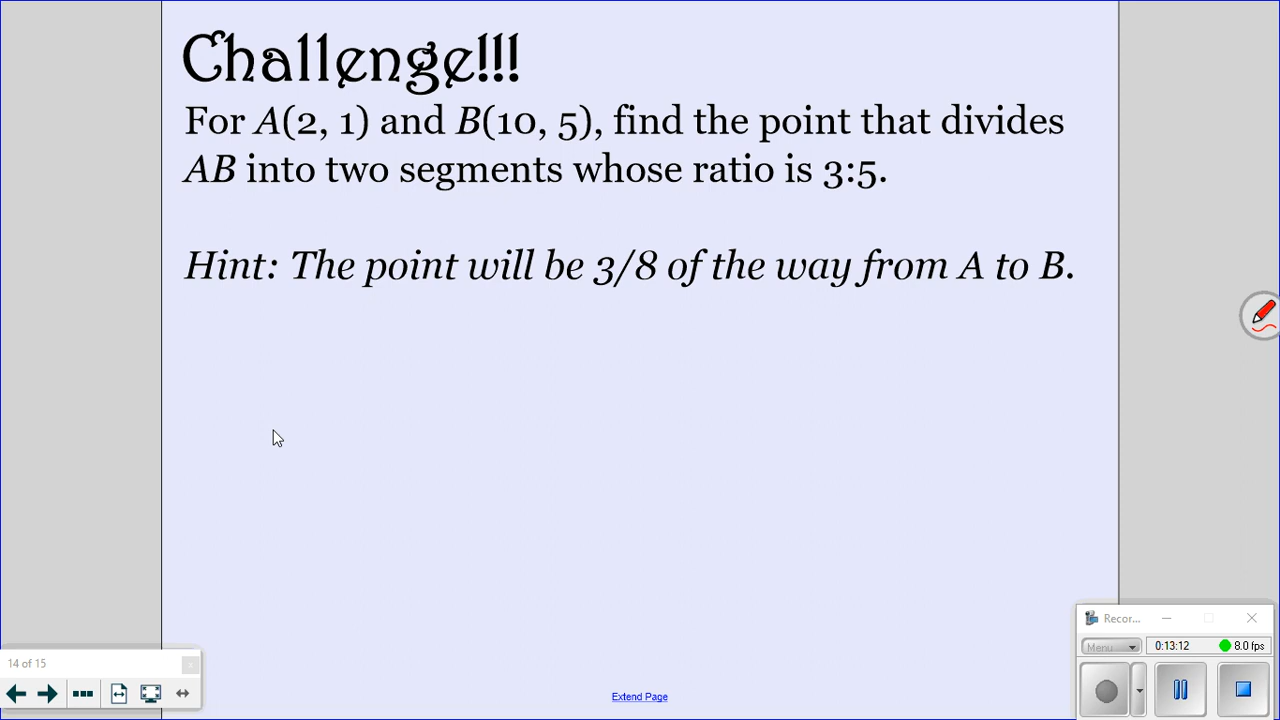 Challenge!!!
For A(2, 1) and B(10, 5), find the point that divides
AB into two segments whose ratio is 3:5.
Hint: The point will be 3/8 of the way from A to B.
Recor...
Menu
0:13:12
8.0 fps
14 of 15
x
Extend Page